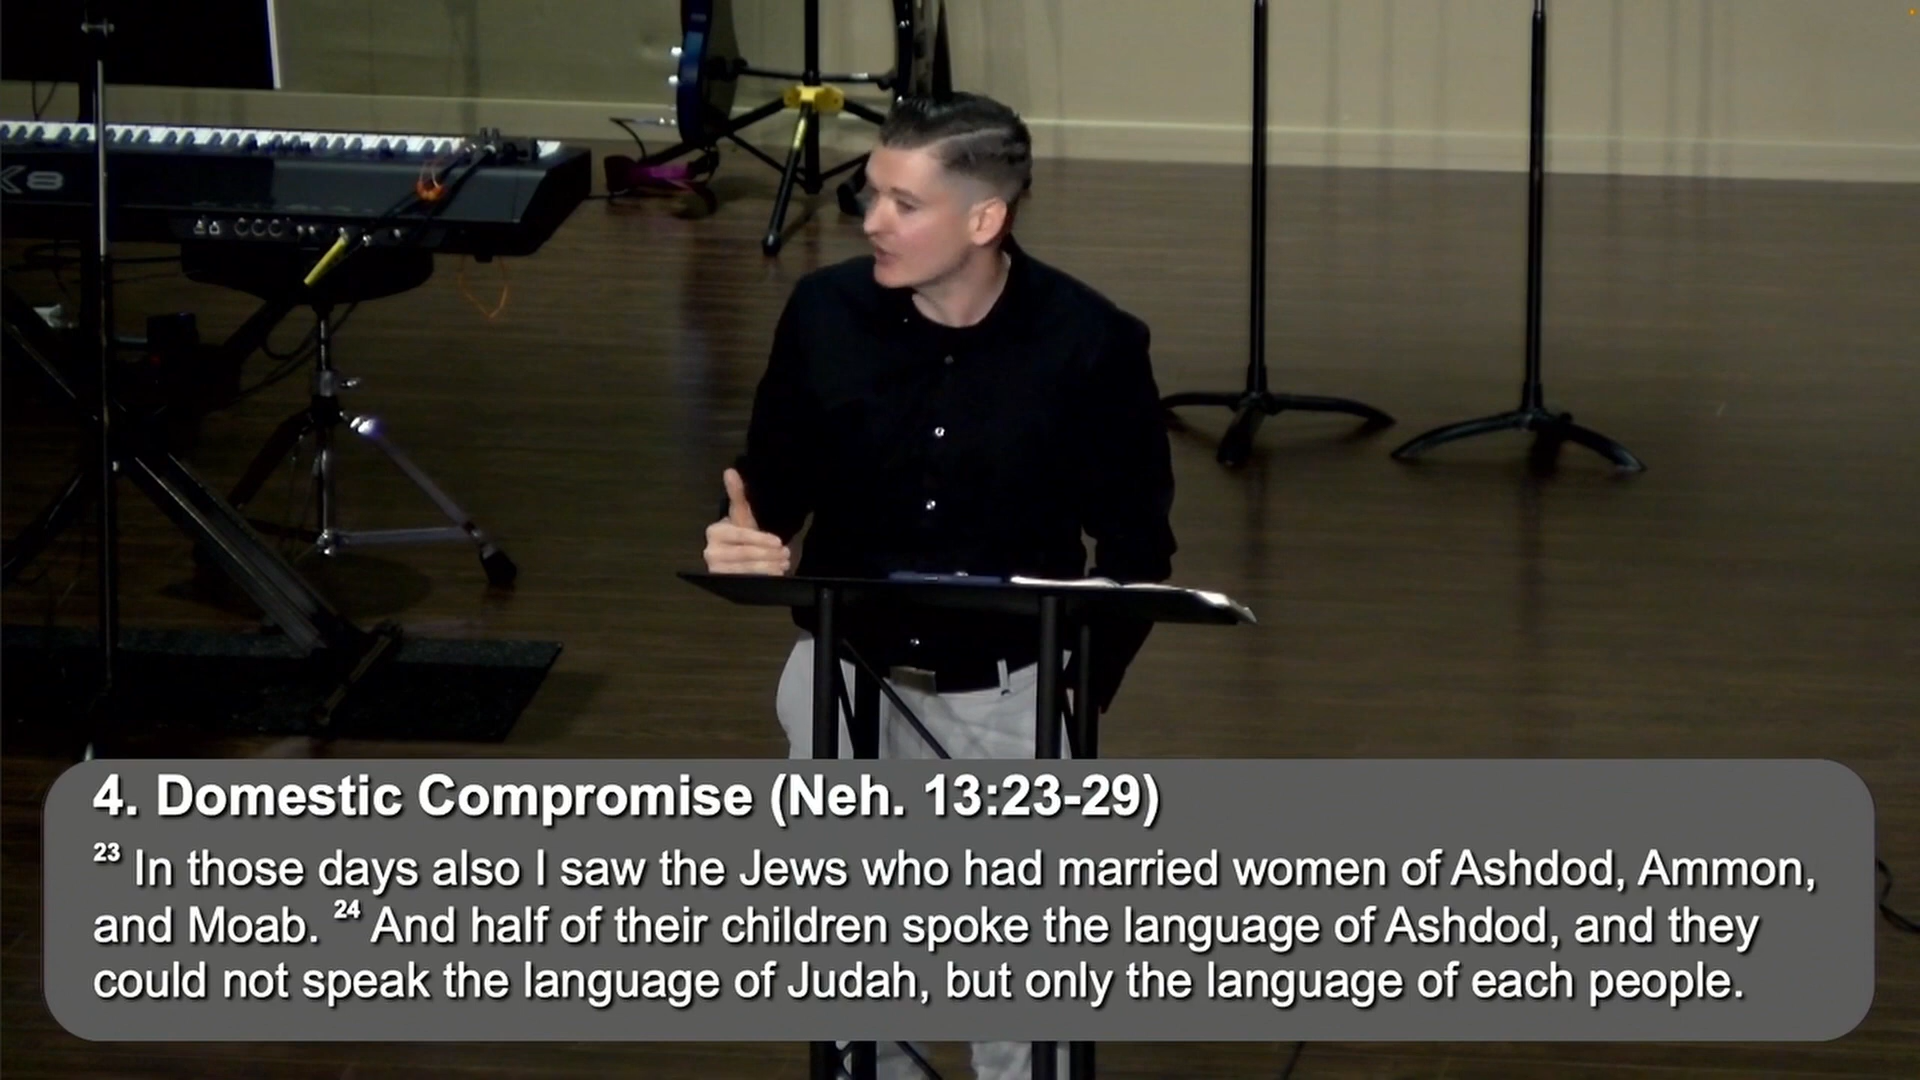 K8
4. Domestic Compromise (Neh. 13:23-29)
23 In those days also I saw the Jews who had married women of Ashdod, Ammon,
and Moab. 24 And half of their children spoke the language of Ashdod, and they
could not speak the language of Judah, but only the language of each people.